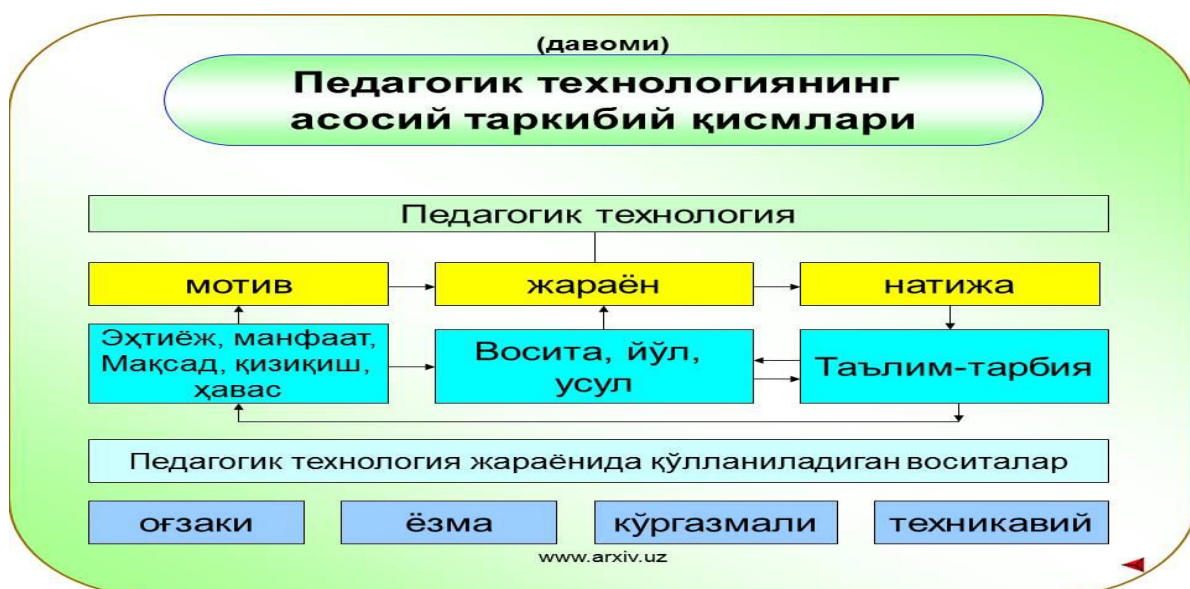 (давоми)
Педагогик технологиянинг
асосий таркибий қисмлари
Педагогик технология
мотив
жараён
натижа
Эҳтиёж, манфаат,
Мақсад, қизиқиш,
ҳавас
Восита, йўл,
усул
Таълим-тарбия
Педагогик технология жараёнида қўлланиладиган воситалар
оғзаки
ёзма
кўргазмали
техникавий
www.arxiv.uz